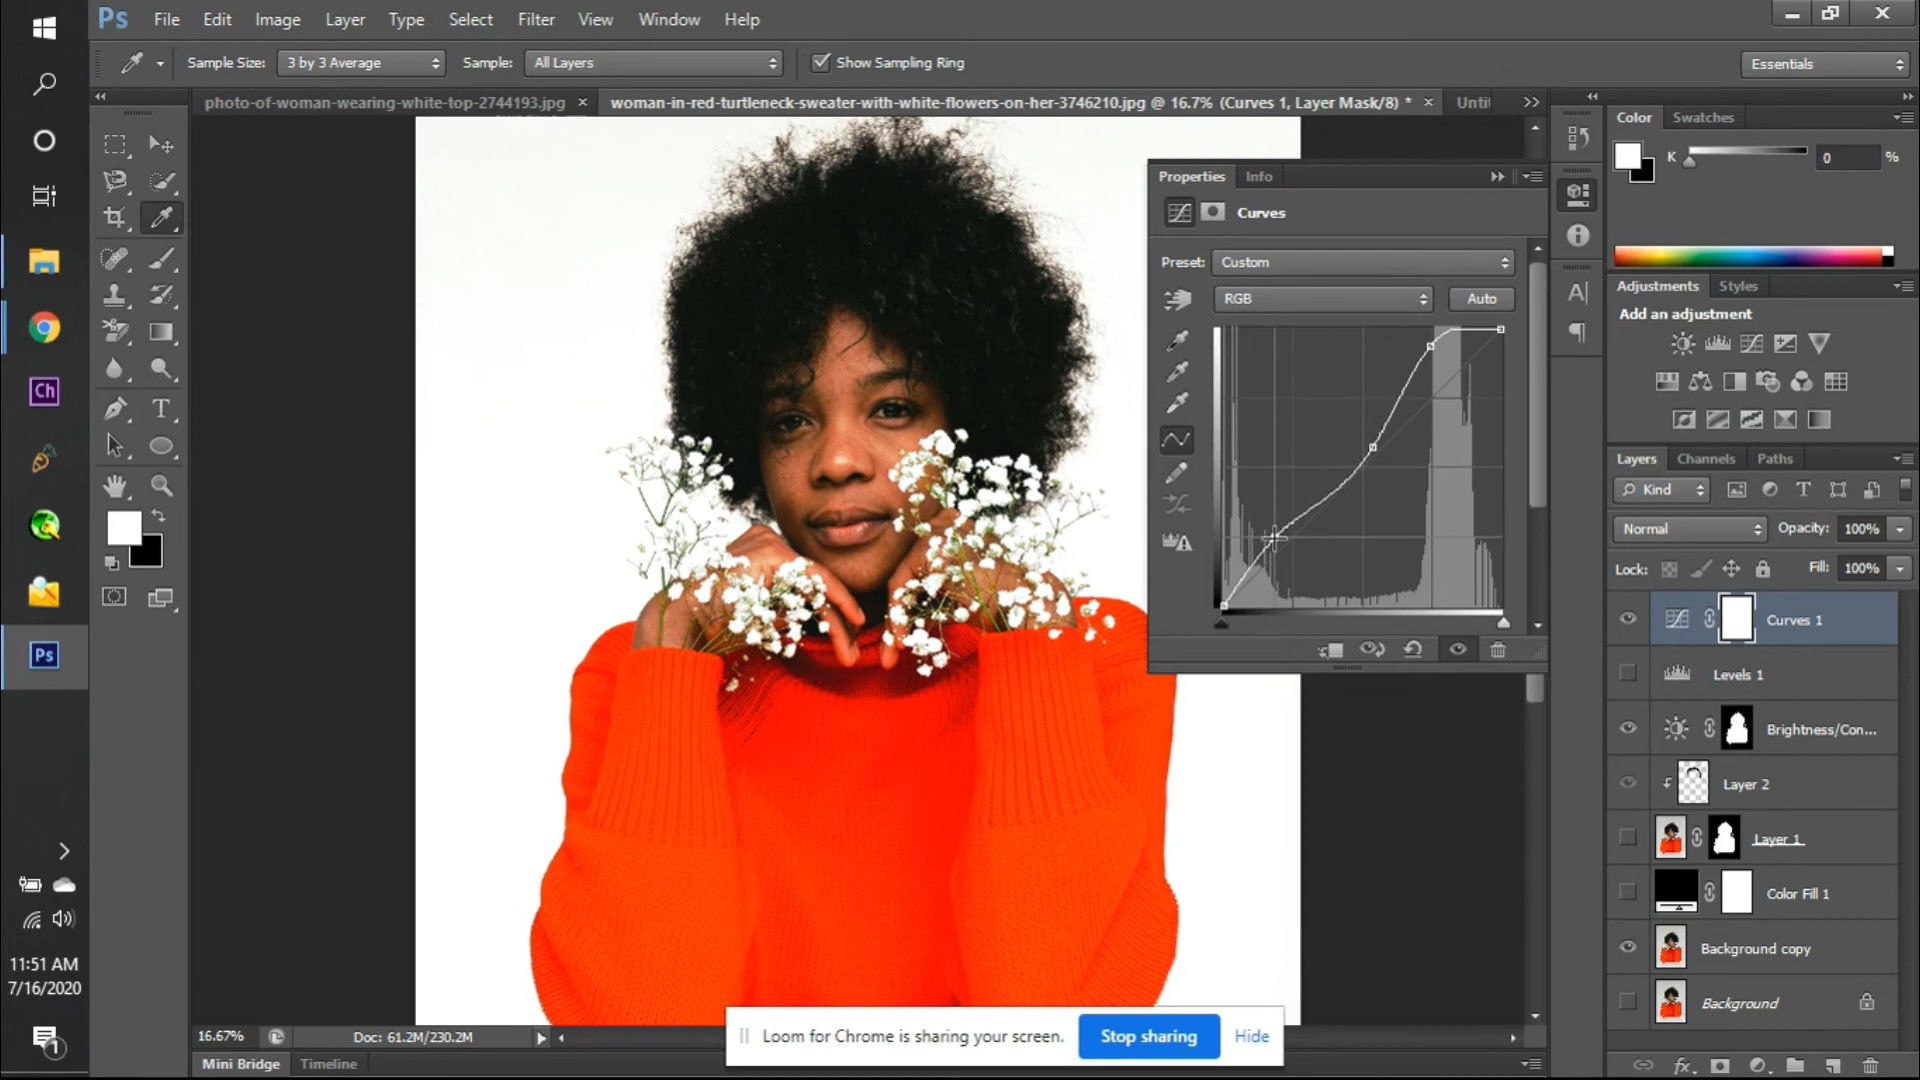 Ps File Edit Image Layer Type Select Filter View Window Help
Sample Size: 3 by 3 Average Sample: All Layers Show Sampling Ring Essentials
photo-of-woman-wearing-white-top-2744193.jpg × woman-in-red-turtleneck-sweater-with-white-flowers-on-her-3746210.jpg @ 16.7% (Curves 1, Layer Mask/8) * × Unti
Color Swatches
K 0 %
Properties Info
Curves
Preset: Custom
RGB Auto
Adjustments Styles
Add an adjustment
Layers Channels Paths
Kind
Normal Opacity: 100%
Lock: Fill: 100%
Curves 1
Levels 1
Brightness/Con...
Layer 2
Layer 1
Color Fill 1
Background copy
Background
Ch
Ps
11:51 AM
7/16/2020
1
16.67% Doc: 61.2M/230.2M
Loom for Chrome is sharing your screen. Stop sharing Hide
Mini Bridge Timeline
fx